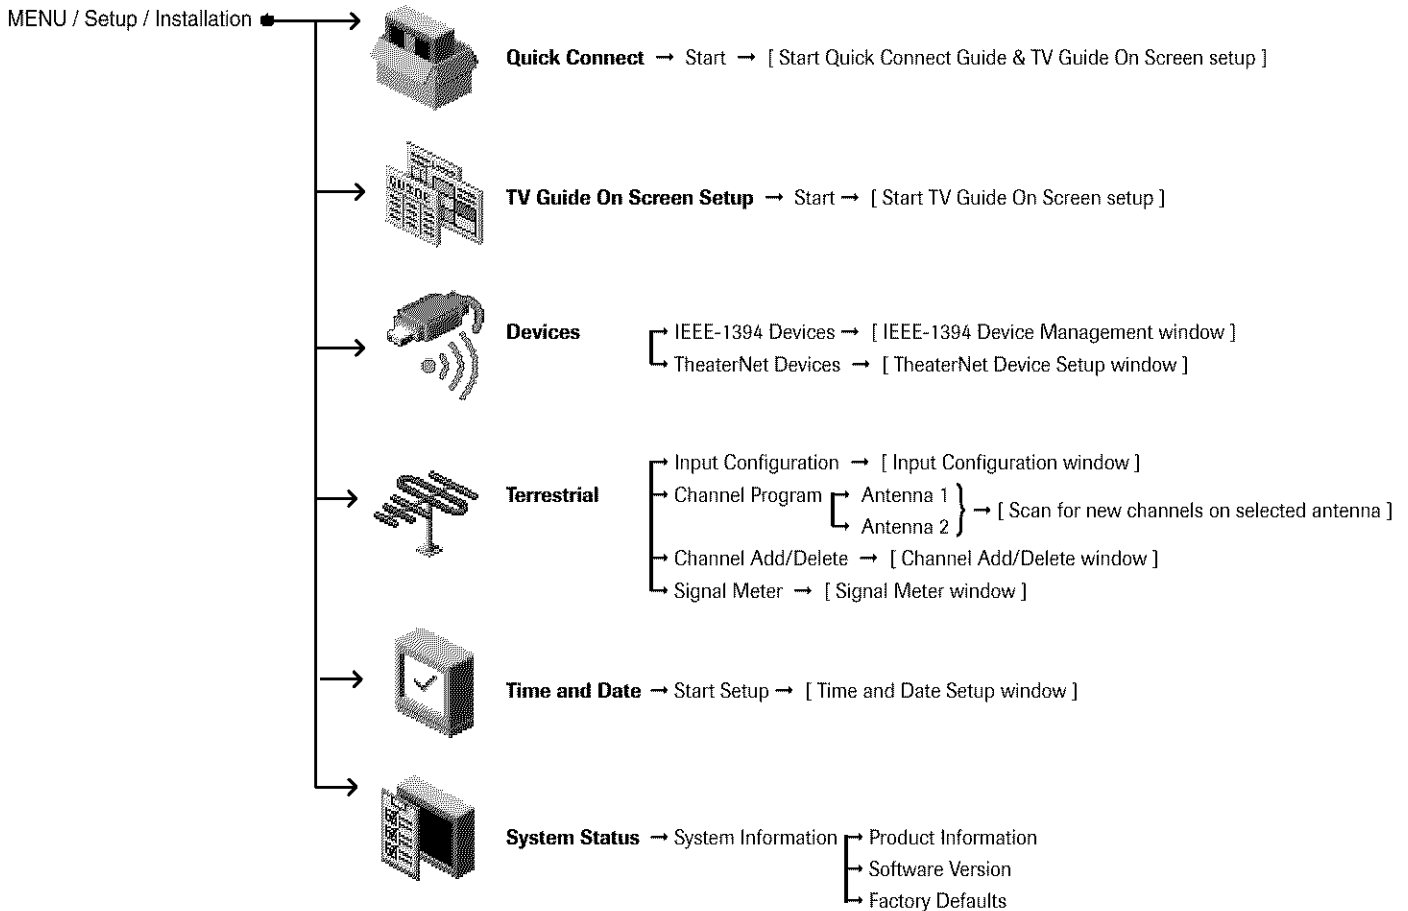 MENU / Setup / Installation
Quick Connect → Start → [ Start Quick Connect Guide & TV Guide On Screen setup ]
GUIDE
TV Guide On Screen Setup → Start → [ Start TV Guide On Screen setup ]
Devices
→ IEEE-1394 Devices → [ IEEE-1394 Device Management window ]
→ TheaterNet Devices → [ TheaterNet Device Setup window ]
Terrestrial
→ Input Configuration → [ Input Configuration window ]
→ Channel Program → Antenna 1
→ Antenna 2
} → [ Scan for new channels on selected antenna ]
→ Channel Add/Delete → [ Channel Add/Delete window ]
→ Signal Meter → [ Signal Meter window ]
Time and Date → Start Setup → [ Time and Date Setup window ]
System Status → System Information → Product Information
→ Software Version
→ Factory Defaults